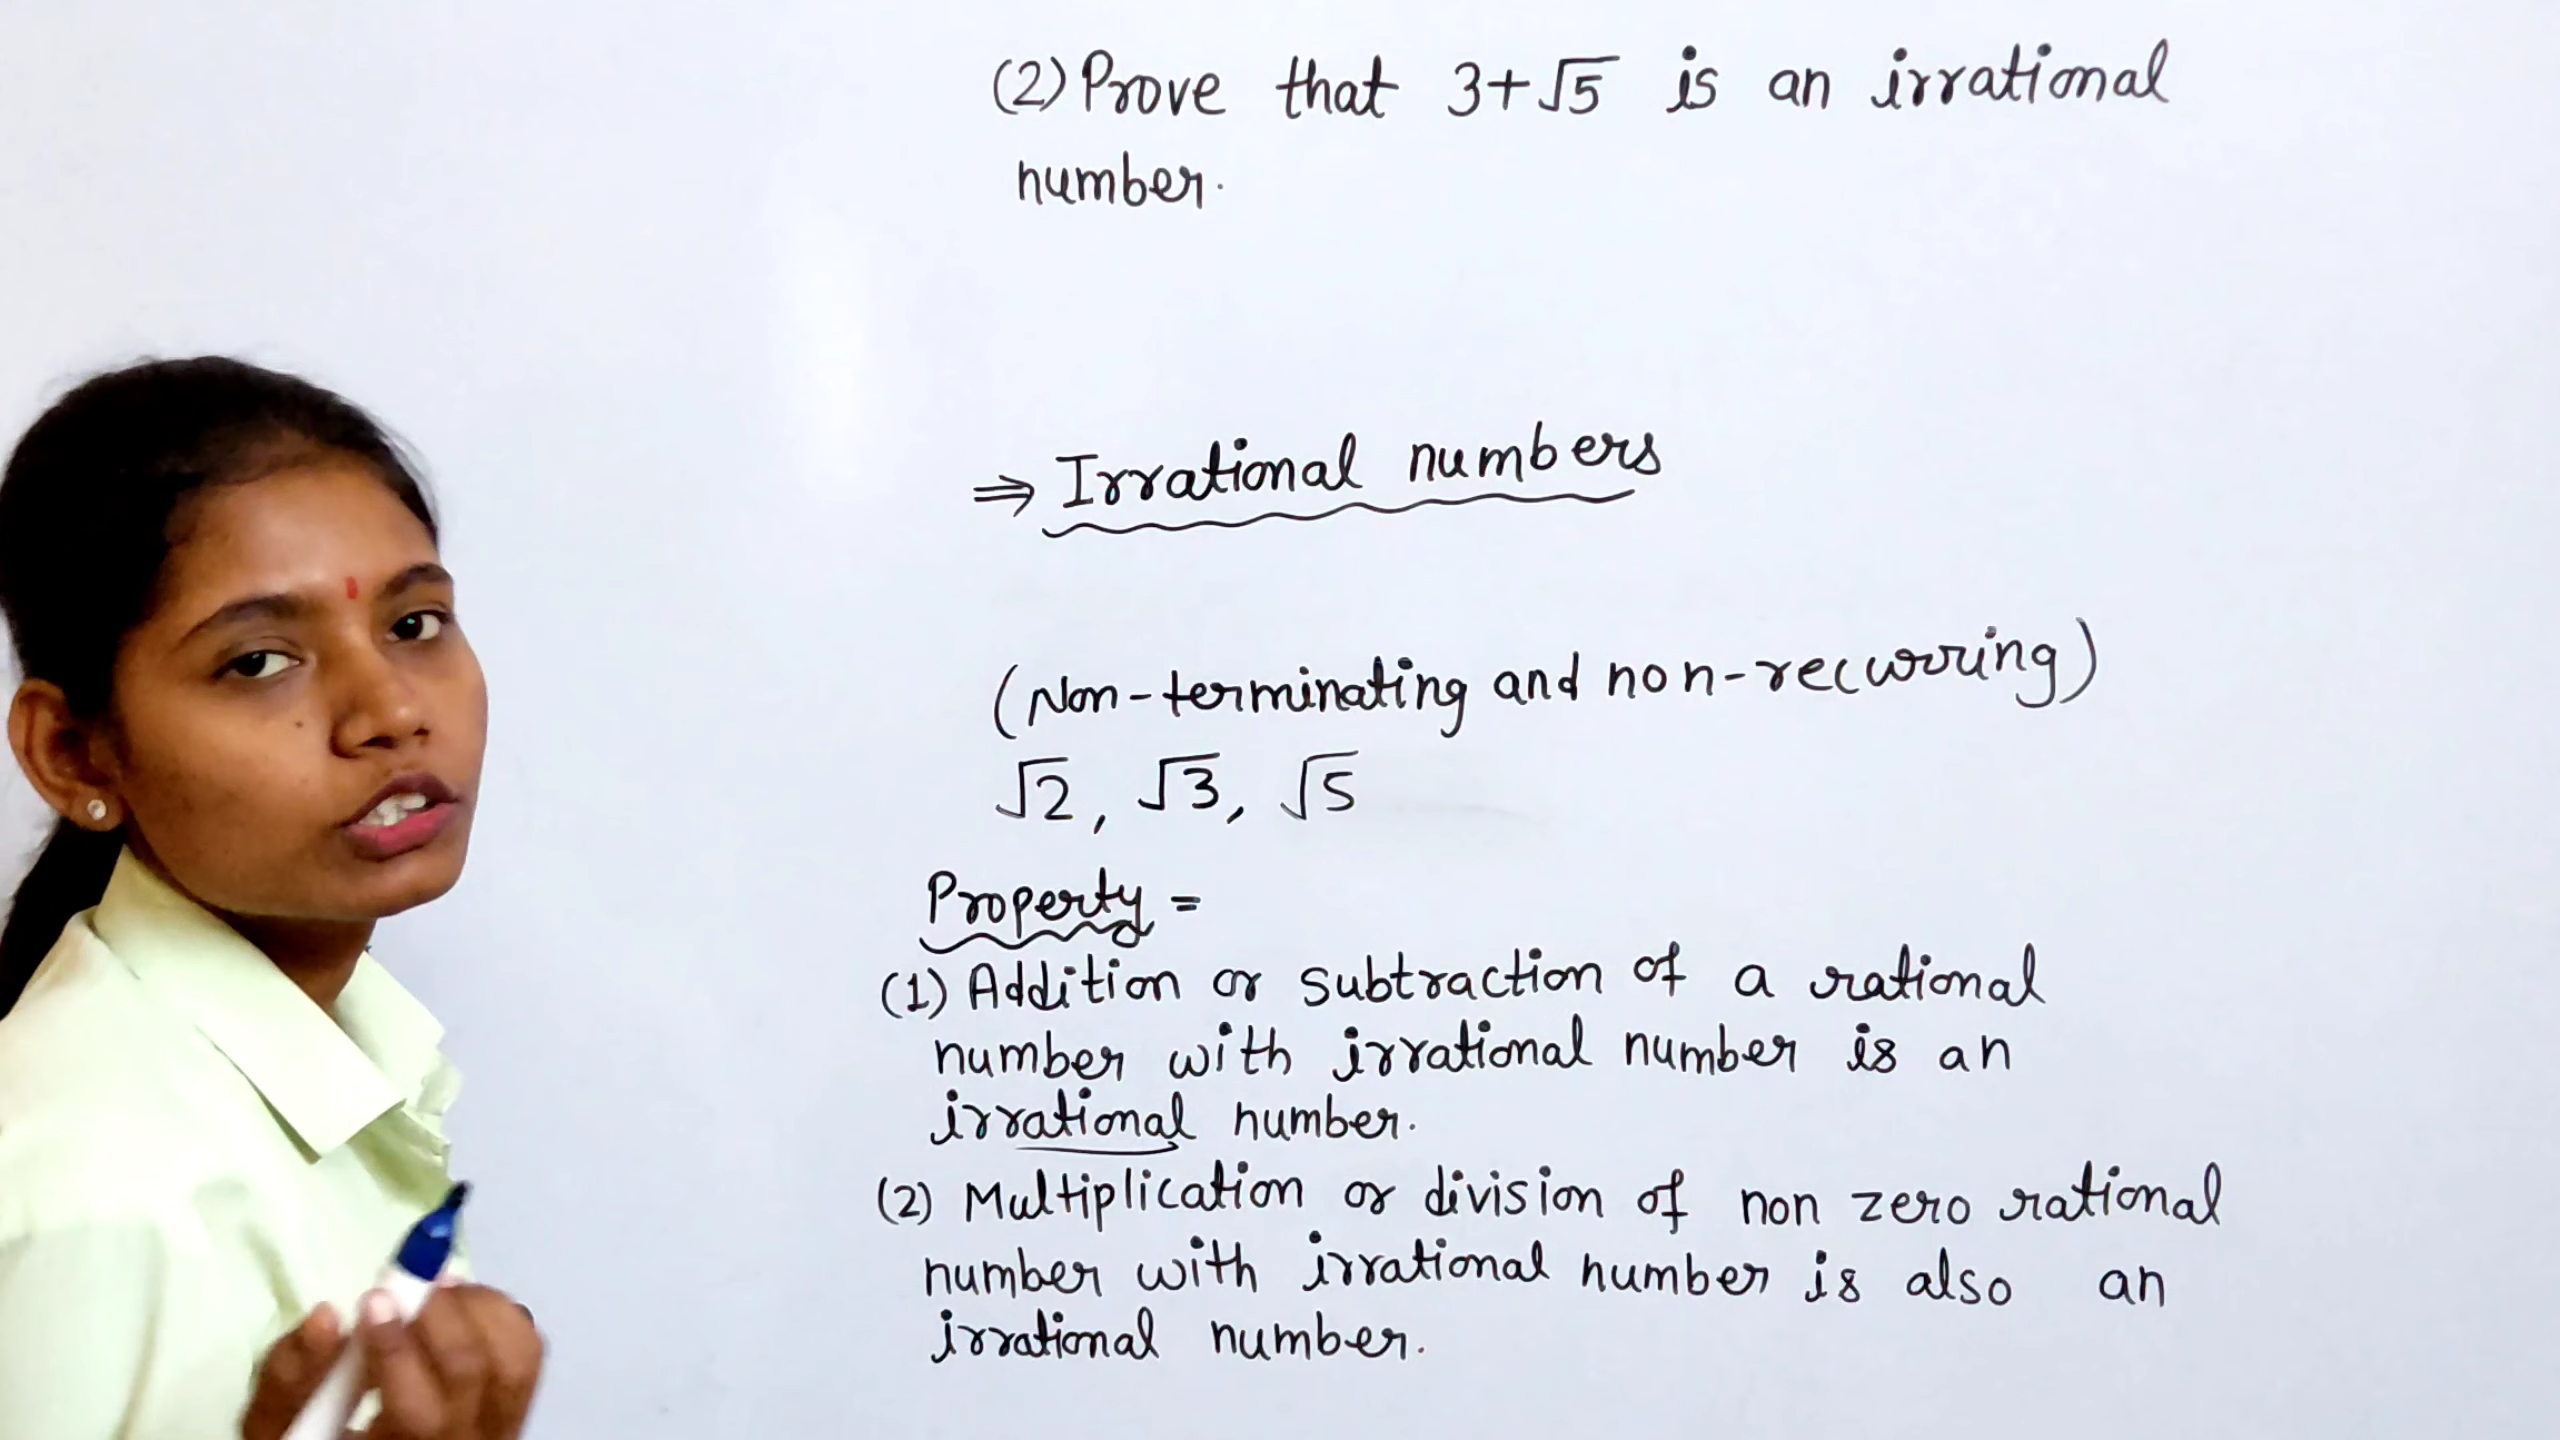 (2) Prove that 3+√5 is an irrational
number.
⇒ Irrational numbers
(Non-terminating and non-recurring)
√2, √3, √5
Property =
(1) Addition or subtraction of a rational
number with irrational number is an
irrational number.
(2) Multiplication or division of non zero rational
number with irrational number is also an
irrational number.